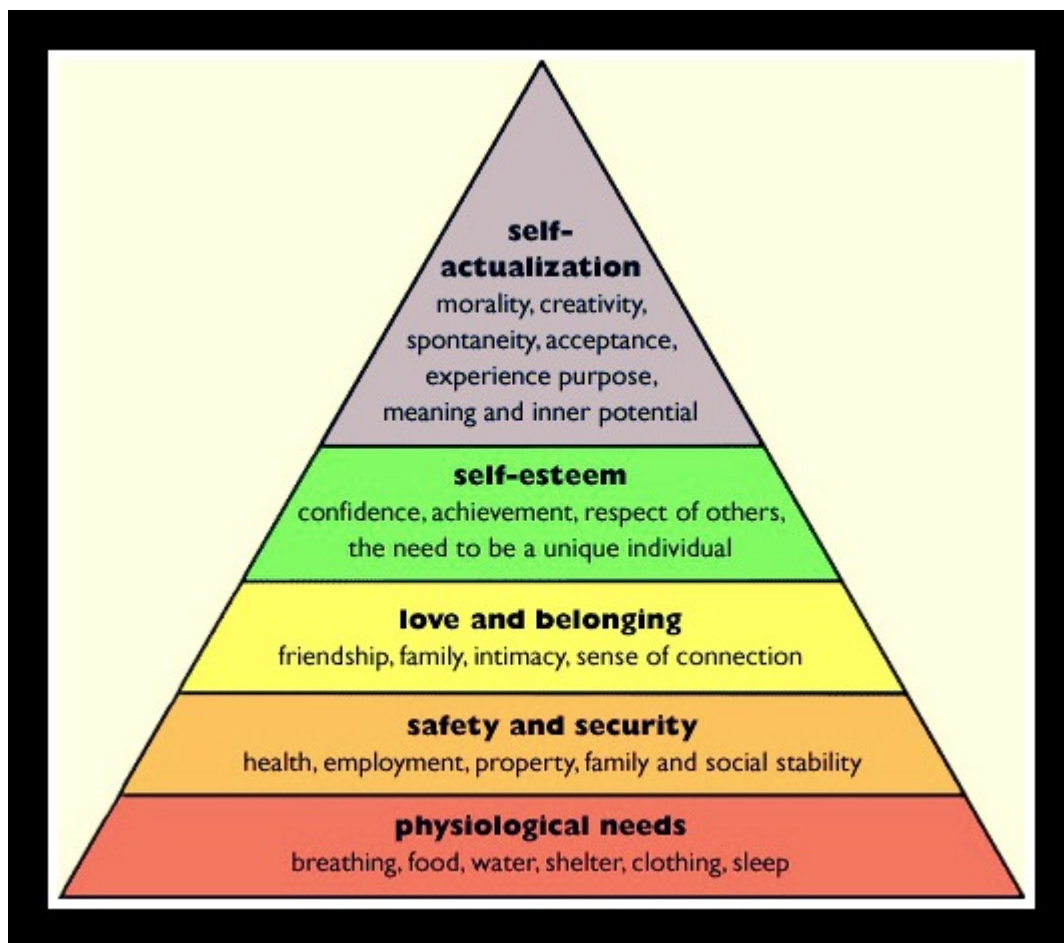 self-
actualization
morality, creativity,
spontaneity, acceptance,
experience purpose,
meaning and inner potential
self-esteem
confidence, achievement, respect of others,
the need to be a unique individual
love and belonging
friendship, family, intimacy, sense of connection
safety and security
health, employment, property, family and social stability
physiological needs
breathing, food, water, shelter, clothing, sleep